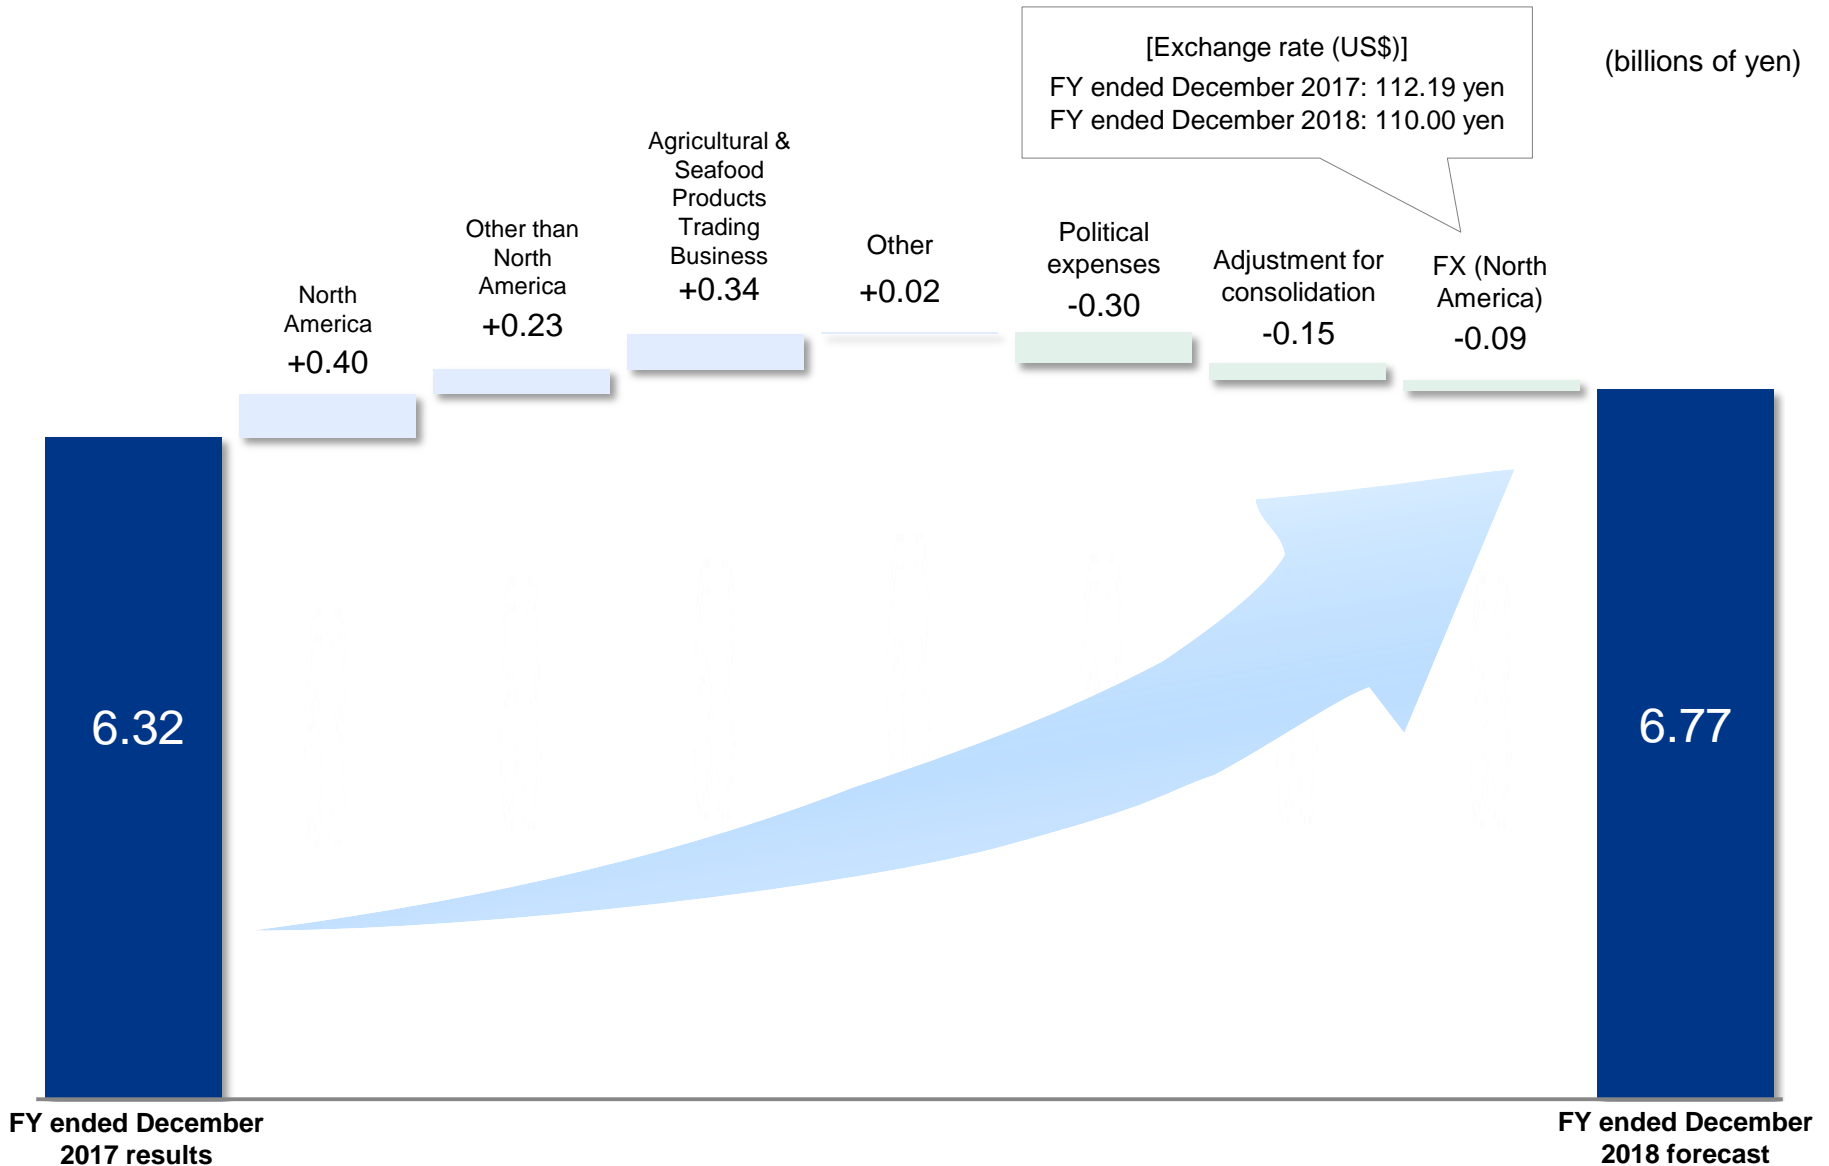 [Exchange rate (US$)]
FY ended December 2017: 112.19 yen
FY ended December 2018: 110.00 yen
(billions of yen)
North
America
+0.40
Other than
North
America
+0.23
Agricultural &
Seafood
Products
Trading
Business
+0.34
Other
+0.02
Political
expenses
-0.30
Adjustment for
consolidation
-0.15
FX (North
America)
-0.09
6.32
6.77
FY ended December
2017 results
FY ended December
2018 forecast